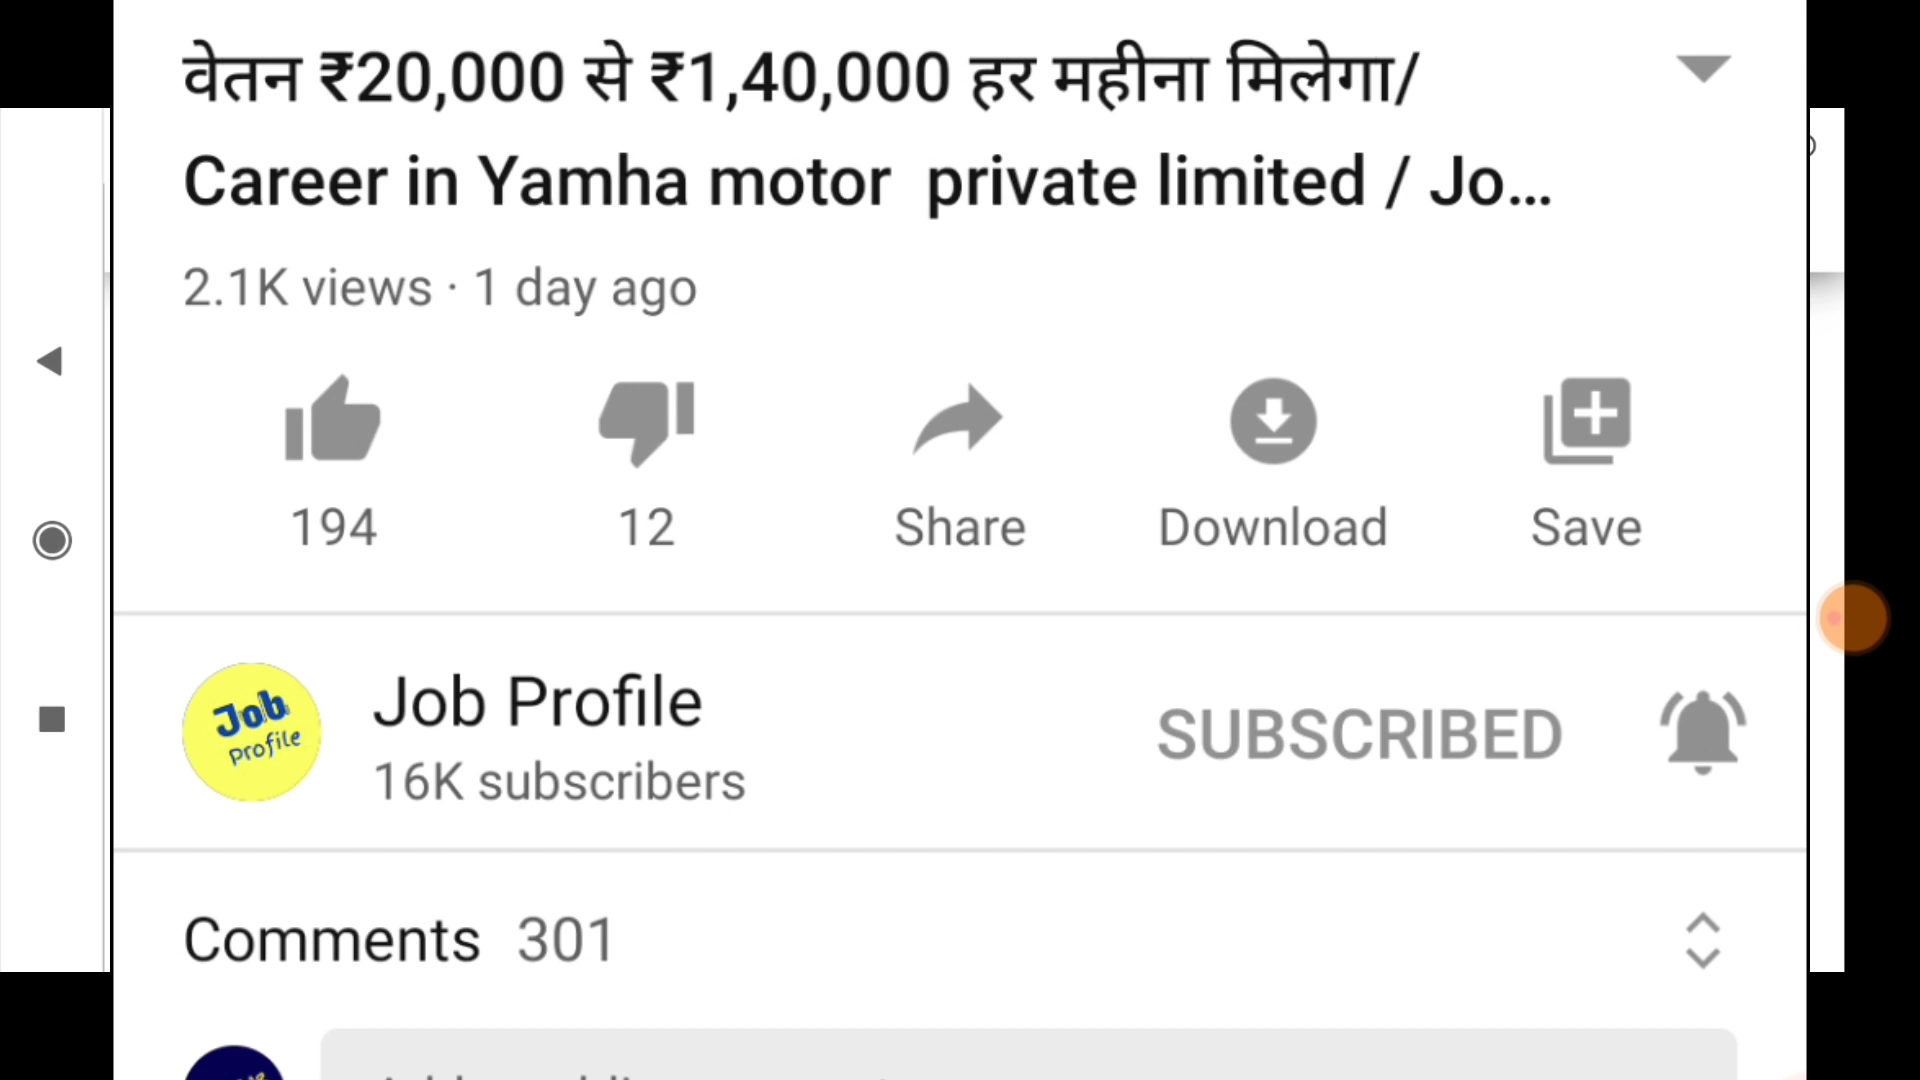 वेतन ₹20,000 से ₹1,40,000 हर महीना मिलेगा/
Career in Yamha motor private limited / Jo...
2.1K views · 1 day ago
194 12 Share Download Save
Job Profile
Job Profile
16K subscribers
SUBSCRIBED
Comments 301